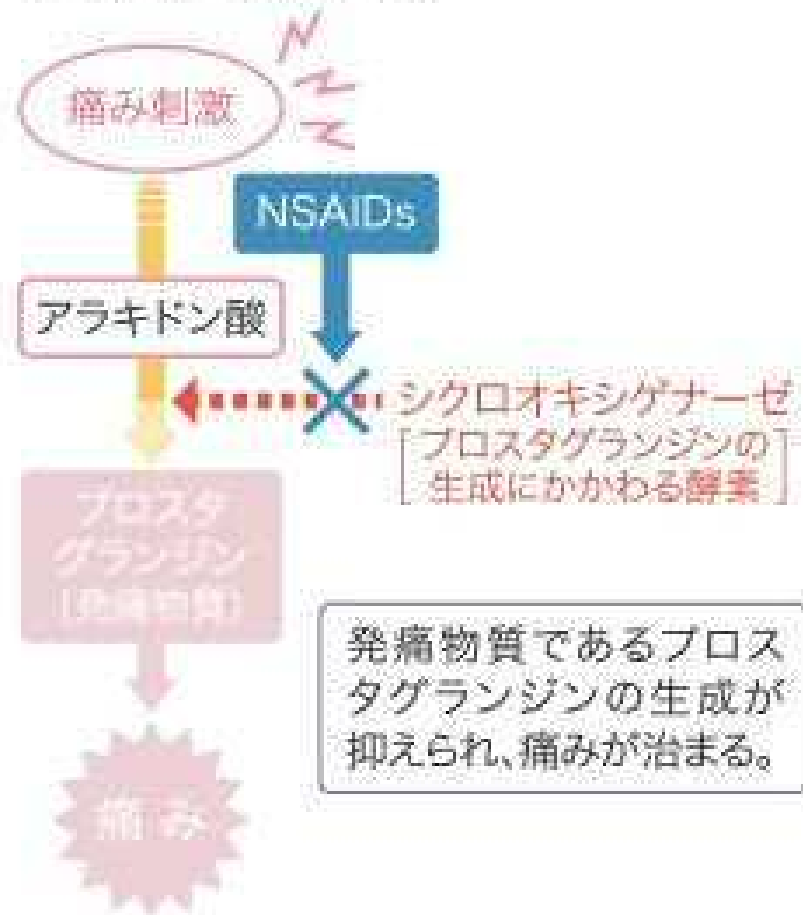 痛み刺激
NSAIDs
アラキドン酸
シクロオキシゲナーゼ
プロスタグランジンの
生成にかかわる酵素
プロスタ
グランジン
(発痛物質)
発痛物質であるプロス
タグランジンの生成が
抑えられ、痛みが治まる。
痛み